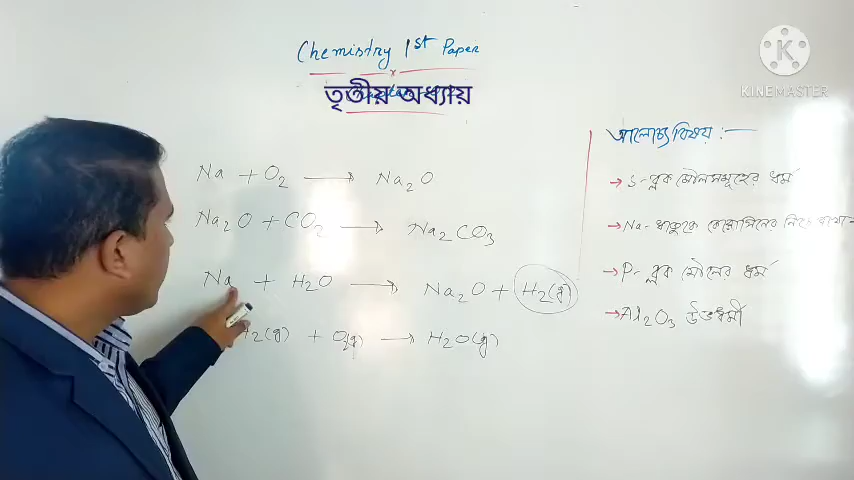 Chemistry 1st Paper
তৃতীয় অধ্যায়
Na + O2 → Na2O
Na2O + CO2 → Na2CO3
Na + H2O → Na2O + H2(g)
H2(g) + O2(g) → H2O(g)
আলোচ্য বিষয় :
→ S-ব্লক মৌলসমূহের ধর্ম
→ Na-ধাতুকে কেরোসিনের নিচে রাখা
→ P-ব্লক মৌলের ধর্ম
→ Al2O3 উভধর্মী
KINEMASTER